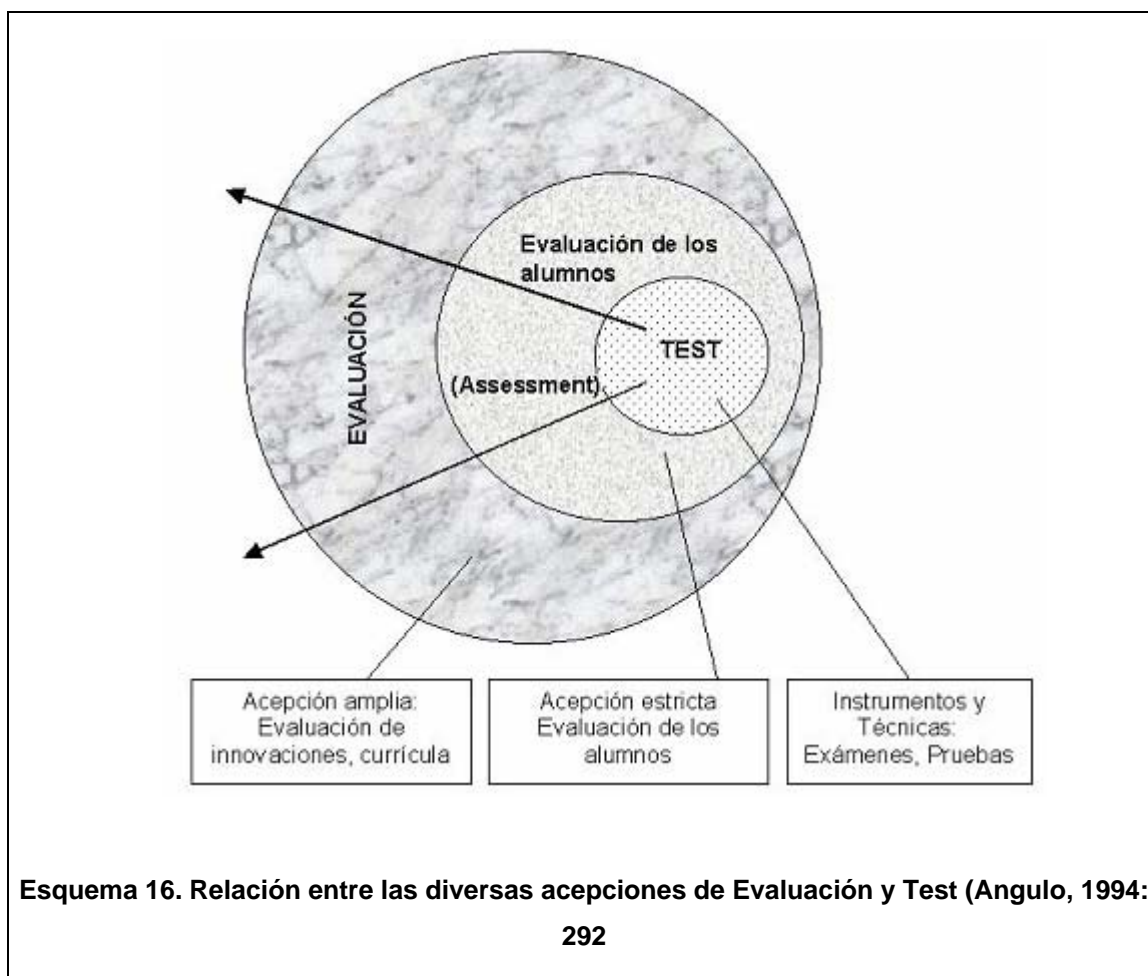 Evaluación de los
alumnos
TEST
EVALUACIÓN
(Assessment)
Acepción amplia:
Evaluación de
innovaciones, currícula
Acepción estricta
Evaluación de los
alumnos
Instrumentos y
Técnicas:
Exámenes, Pruebas
Esquema 16. Relación entre las diversas acepciones de Evaluación y Test (Angulo, 1994:
292